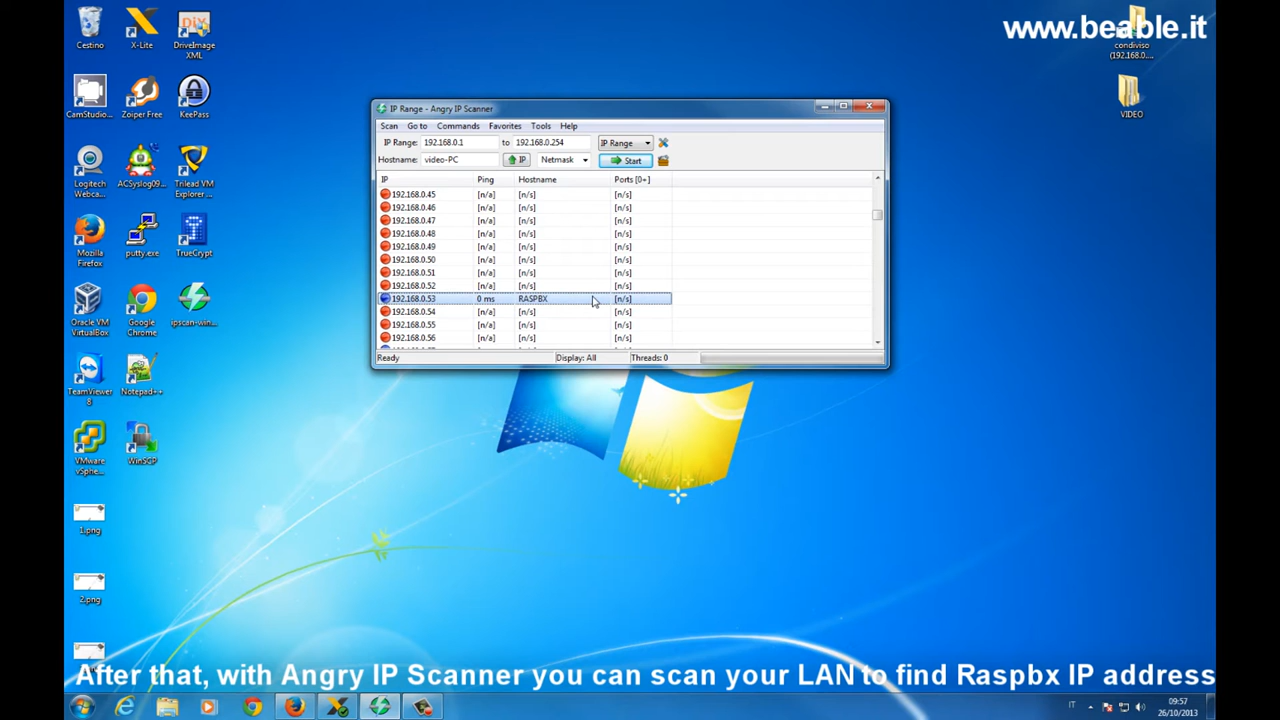 www.beable.it
Cestino
X-Lite
DriveImage
XML
condiviso
(192.168.0....
CamStudio...
Zoiper Free
KeePass
VIDEO
Logitech
Webca...
ACSyslog09...
Trilead VM
Explorer ...
Mozilla
Firefox
putty.exe
TrueCrypt
Oracle VM
VirtualBox
Google
Chrome
ipscan-win...
TeamViewer
8
Notepad++
VMware
vSphe...
WinSCP
1.png
2.png
IP Range - Angry IP Scanner
Scan Go to Commands Favorites Tools Help
IP Range: 192.168.0.1 to 192.168.0.254 IP Range
Hostname: video-PC IP Netmask Start
IP Ping Hostname Ports [0+]
192.168.0.45 [n/a] [n/s] [n/s]
192.168.0.46 [n/a] [n/s] [n/s]
192.168.0.47 [n/a] [n/s] [n/s]
192.168.0.48 [n/a] [n/s] [n/s]
192.168.0.49 [n/a] [n/s] [n/s]
192.168.0.50 [n/a] [n/s] [n/s]
192.168.0.51 [n/a] [n/s] [n/s]
192.168.0.52 [n/a] [n/s] [n/s]
192.168.0.53 0 ms RASPBX [n/s]
192.168.0.54 [n/a] [n/s] [n/s]
192.168.0.55 [n/a] [n/s] [n/s]
192.168.0.56 [n/a] [n/s] [n/s]
Ready Display: All Threads: 0
After that, with Angry IP Scanner you can scan your LAN to find Raspbx IP address
IT
09:57
26/10/2013